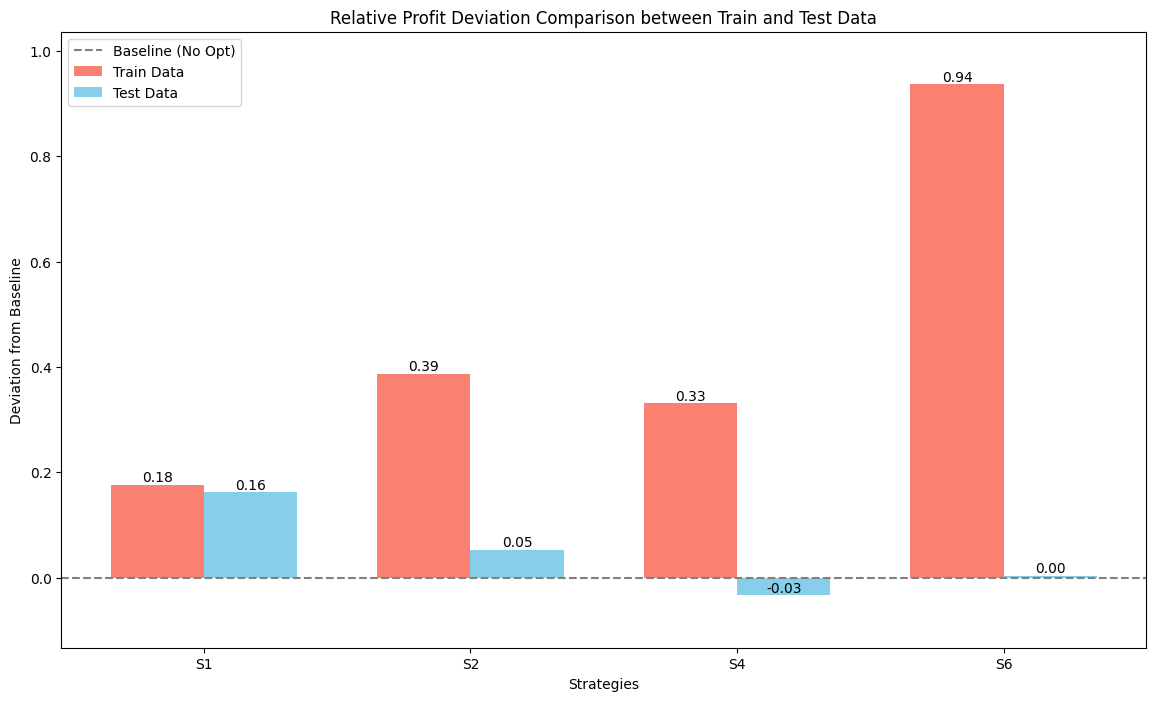 Relative Profit Deviation Comparison between Train and Test Data
Baseline (No Opt)
Train Data
Test Data
Deviation from Baseline
1.0
0.8
0.6
0.4
0.2
0.0
0.18
0.16
0.39
0.05
0.33
-0.03
0.94
0.00
S1
S2
S4
S6
Strategies